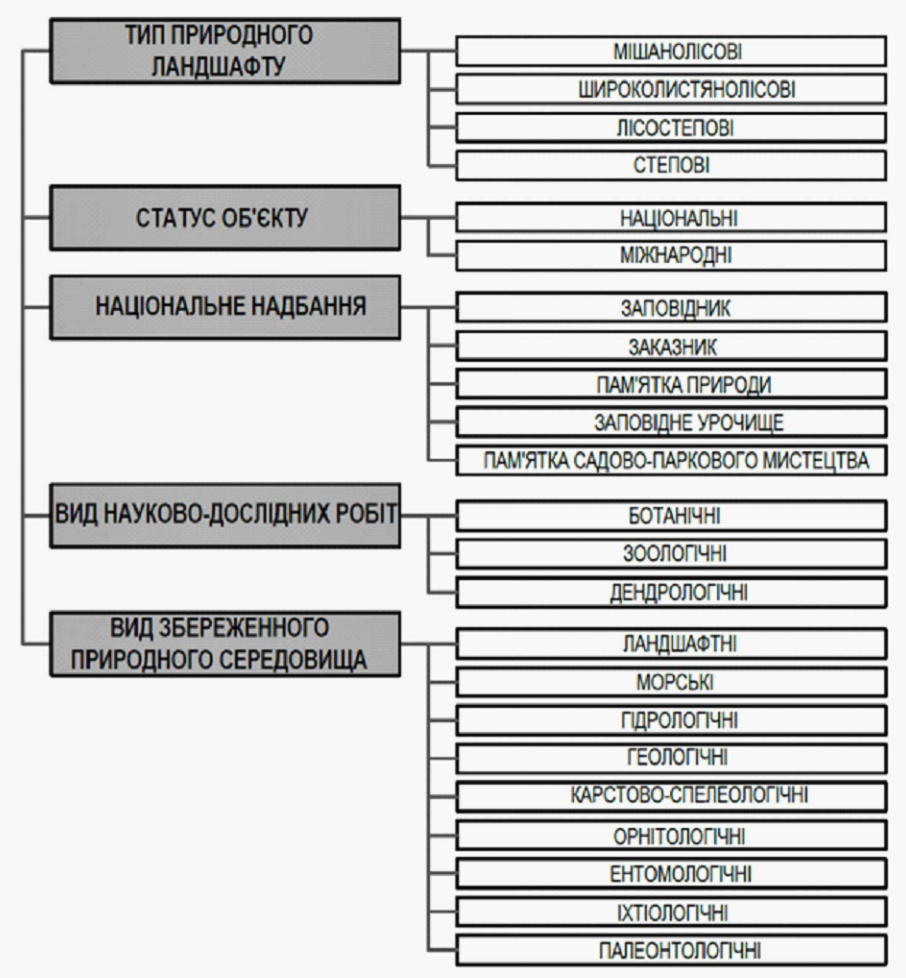 ТИП ПРИРОДНОГО
ЛАНДШАФТУ
МІШАНОЛІСОВІ
ШИРОКОЛИСТЯНОЛІСОВІ
ЛІСОСТЕПОВІ
СТЕПОВІ
СТАТУС ОБ'ЄКТУ
НАЦІОНАЛЬНІ
МІЖНАРОДНІ
НАЦІОНАЛЬНЕ НАДБАННЯ
ЗАПОВІДНИК
ЗАКАЗНИК
ПАМ'ЯТКА ПРИРОДИ
ЗАПОВІДНЕ УРОЧИЩЕ
ПАМ'ЯТКА САДОВО-ПАРКОВОГО МИСТЕЦТВА
ВИД НАУКОВО-ДОСЛІДНИХ РОБІТ
БОТАНІЧНІ
ЗООЛОГІЧНІ
ДЕНДРОЛОГІЧНІ
ВИД ЗБЕРЕЖЕННОГО
ПРИРОДНОГО СЕРЕДОВИЩА
ЛАНДШАФТНІ
МОРСЬКІ
ГІДРОЛОГІЧНІ
ГЕОЛОГІЧНІ
КАРСТОВО-СПЕЛЕОЛОГІЧНІ
ОРНІТОЛОГІЧНІ
ЕНТОМОЛОГІЧНІ
ІХТІОЛОГІЧНІ
ПАЛЕОНТОЛОГІЧНІ